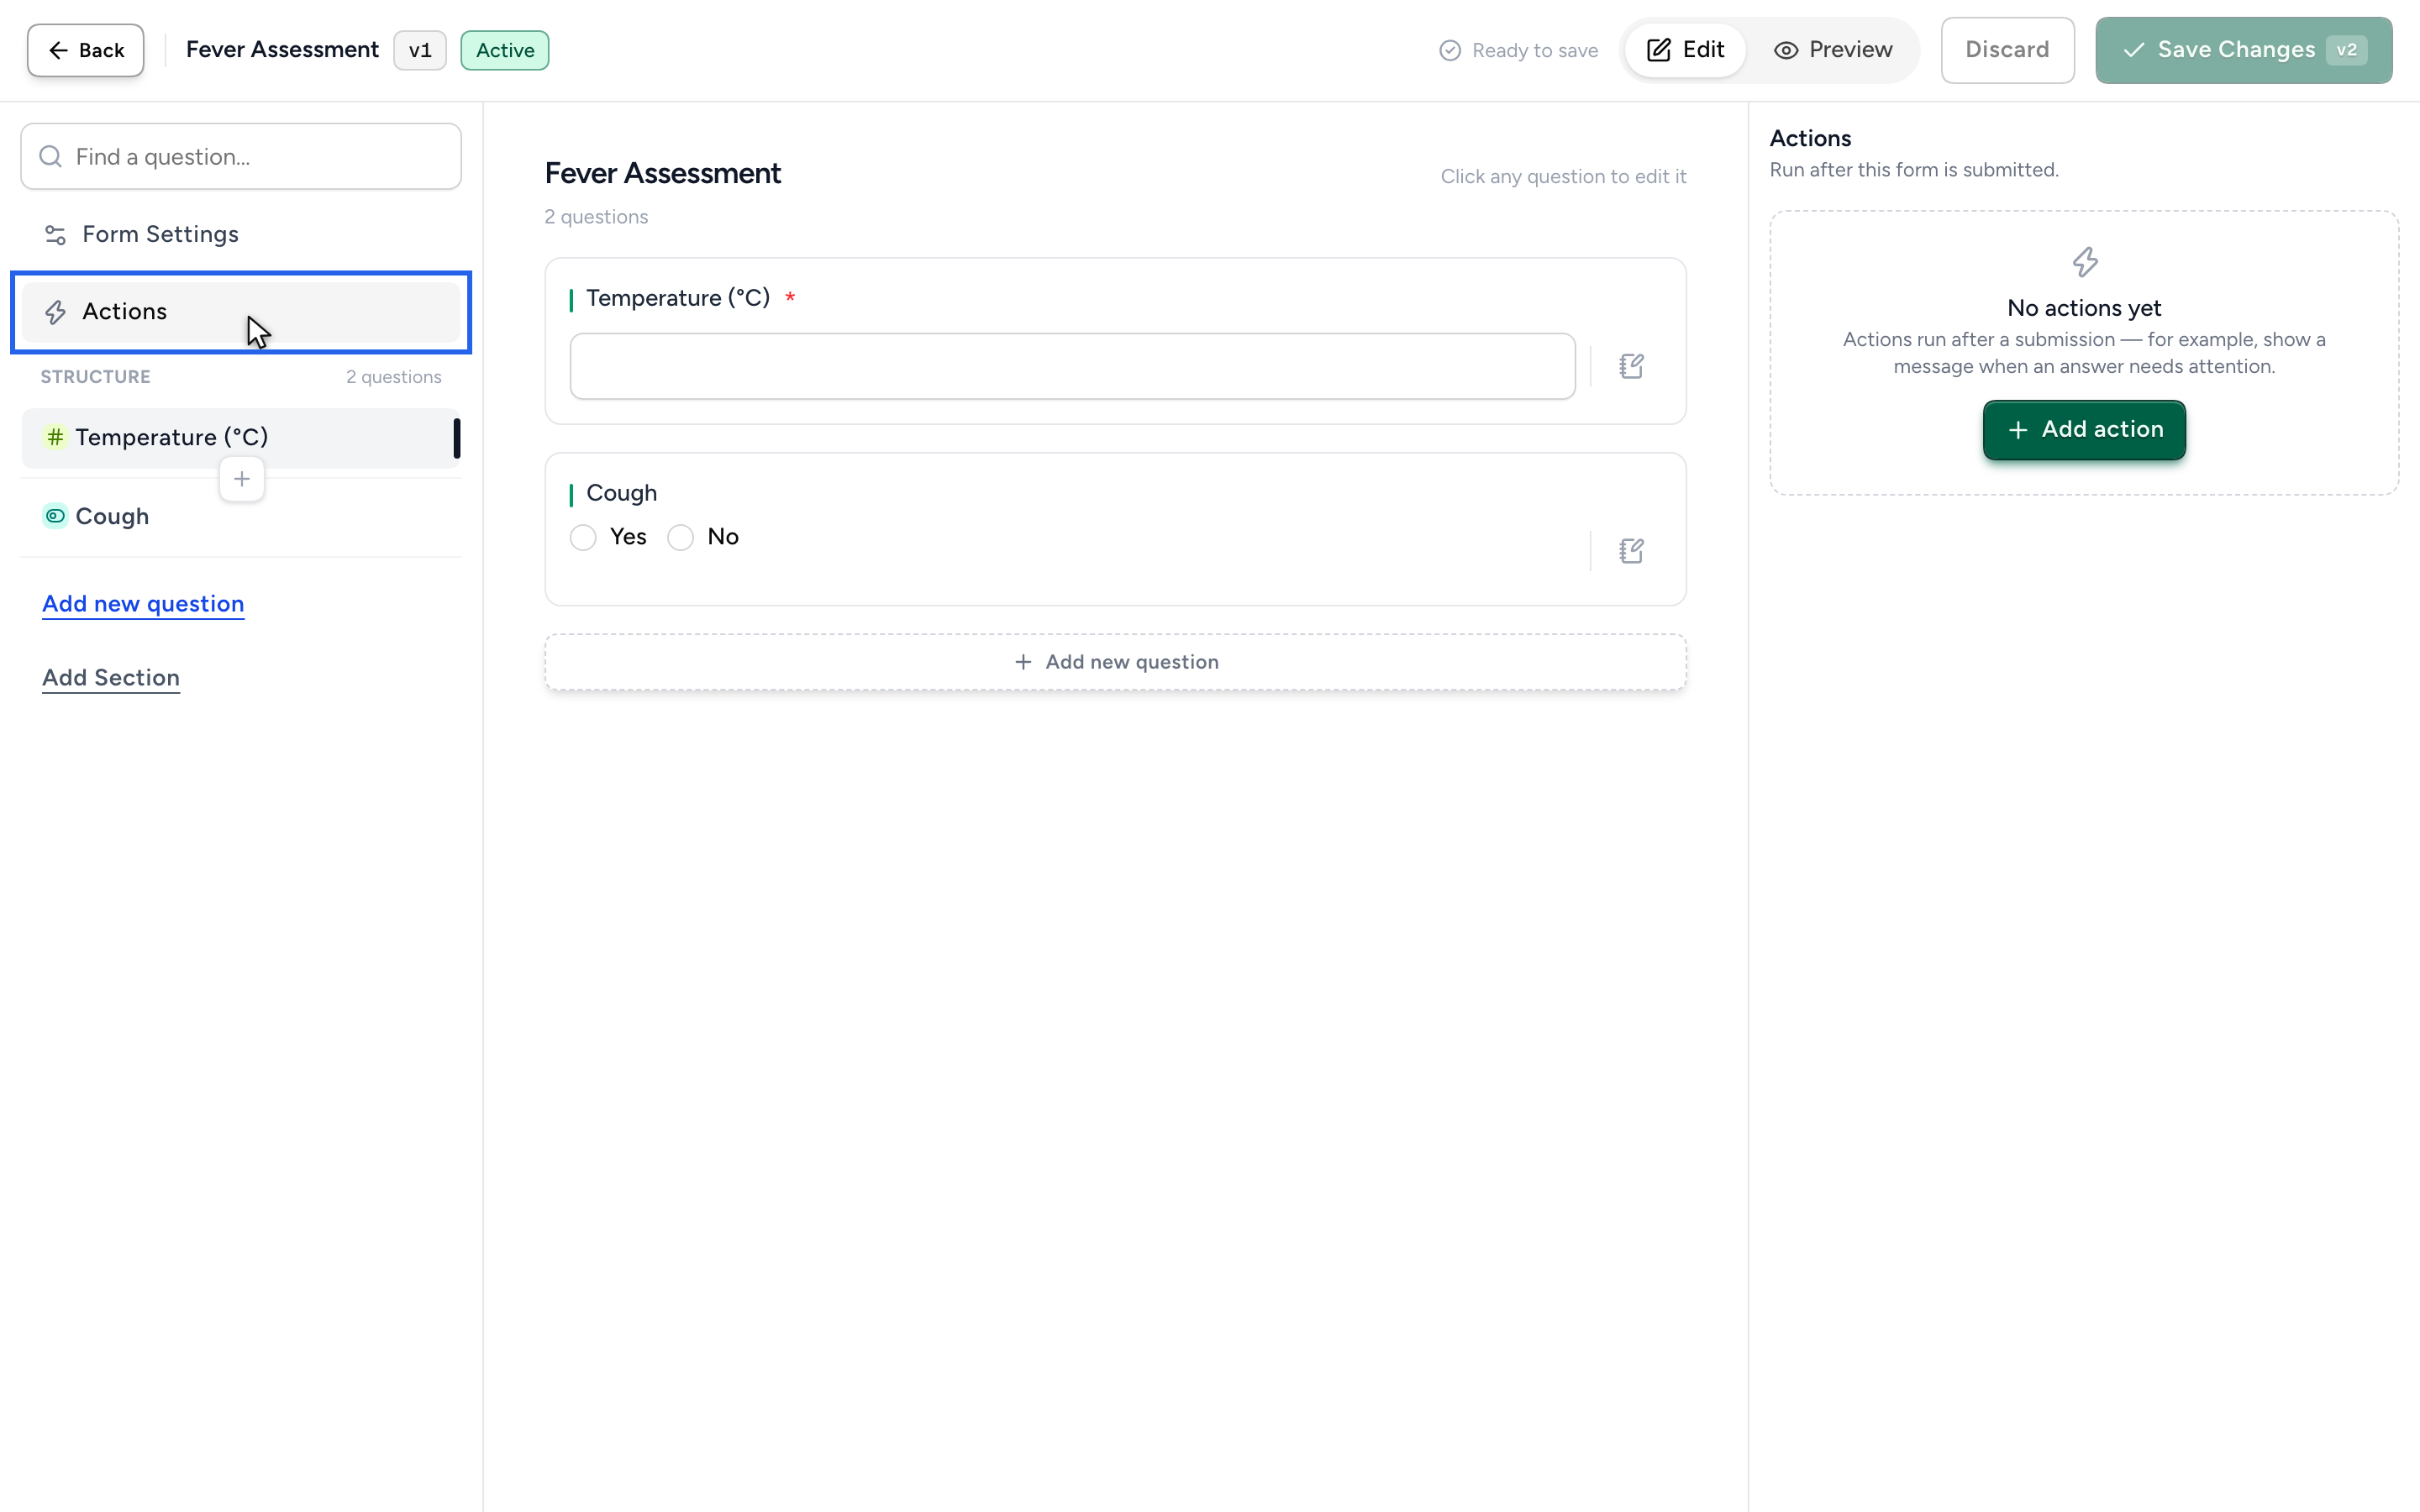 Back
Fever Assessment
v1
Active
Ready to save
Edit
Preview
Discard
Save Changes v2
Find a question...
Form Settings
Actions
STRUCTURE
2 questions
Temperature (°C)
Cough
Add new question
Add Section
Fever Assessment
Click any question to edit it
2 questions
Temperature (°C) *
Cough
Yes
No
Add new question
Actions
Run after this form is submitted.
No actions yet
Actions run after a submission — for example, show a
message when an answer needs attention.
Add action